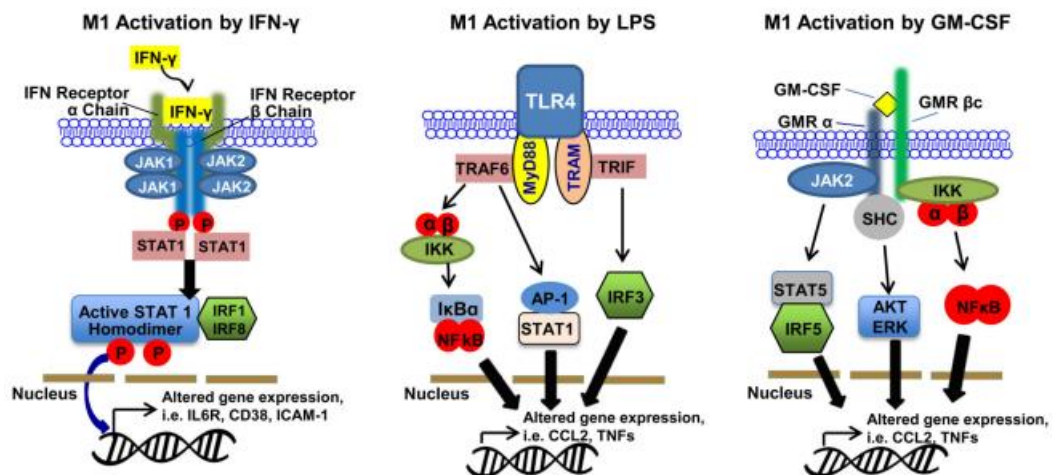 M1 Activation by IFN-γ
IFN-γ
IFN Receptor
α Chain
IFN-γ
IFN Receptor
β Chain
JAK1
JAK2
JAK1
JAK2
P
P
STAT1
STAT1
Active STAT 1
Homodimer
IRF1
IRF8
P
P
Nucleus
Altered gene expression,
i.e. IL6R, CD38, ICAM-1
M1 Activation by LPS
TLR4
TRAF6
MyD88
TRAM
TRIF
α β
IKK
IκBα
NFkB
AP-1
STAT1
IRF3
Nucleus
Altered gene expression,
i.e. CCL2, TNFs
M1 Activation by GM-CSF
GM-CSF
GMR α
GMR βc
JAK2
SHC
IKK
α β
STAT5
IRF5
AKT
ERK
NFκB
Nucleus
Altered gene expression,
i.e. CCL2, TNFs